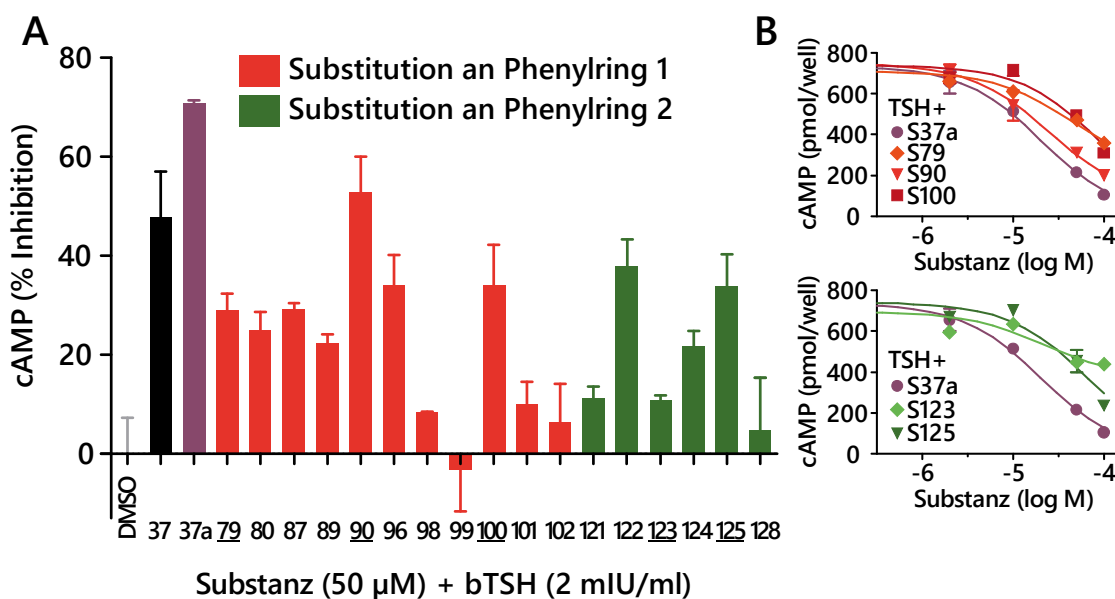 A
cAMP (% Inhibition)
80
60
40
20
0
Substitution an Phenylring 1
Substitution an Phenylring 2
DMSO 37 37a 79 80 87 89 90 96 98 99 100 101 102 121 122 123 124 125 128
Substanz (50 µM) + bTSH (2 mIU/ml)
B
cAMP (pmol/well)
800
600
400
200
0
TSH+
S37a
S79
S90
S100
-6 -5 -4
Substanz (log M)
cAMP (pmol/well)
800
600
400
200
0
TSH+
S37a
S123
S125
-6 -5 -4
Substanz (log M)